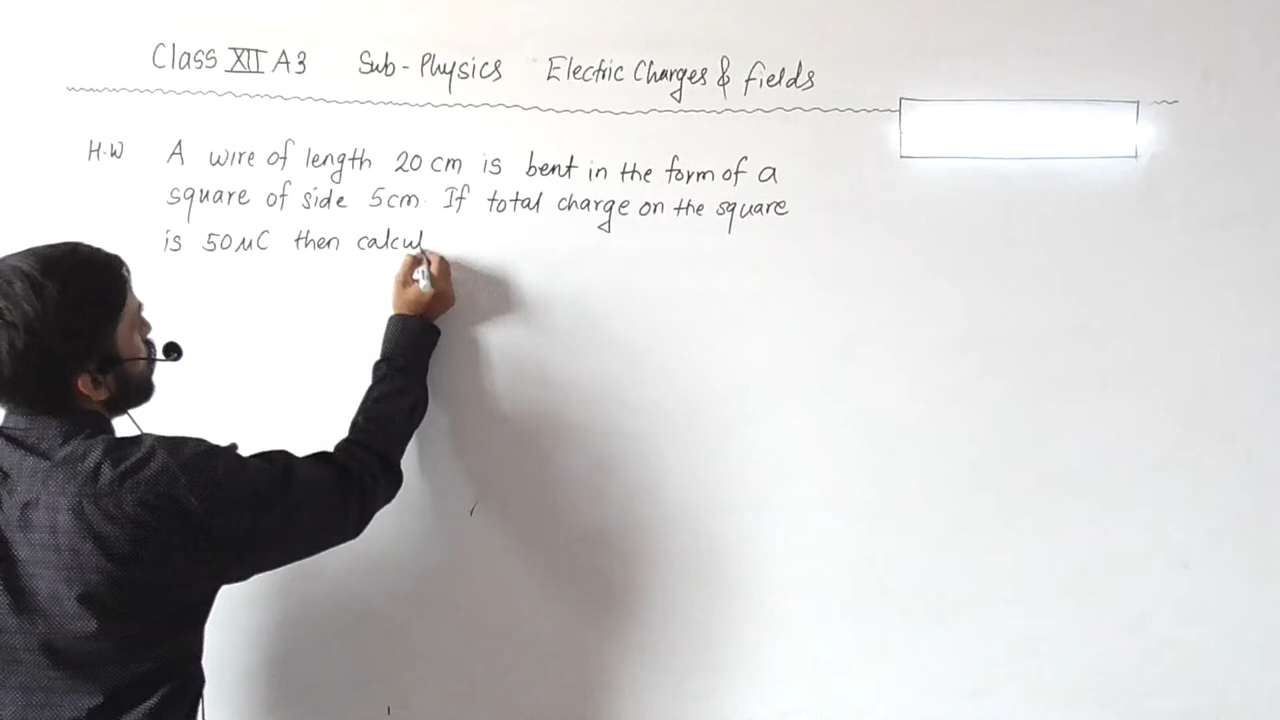 Class XII A3 Sub - Physics Electric Charges & fields
H.W A wire of length 20 cm is bent in the form of a
square of side 5cm. If total charge on the square
is 50μC then calcul